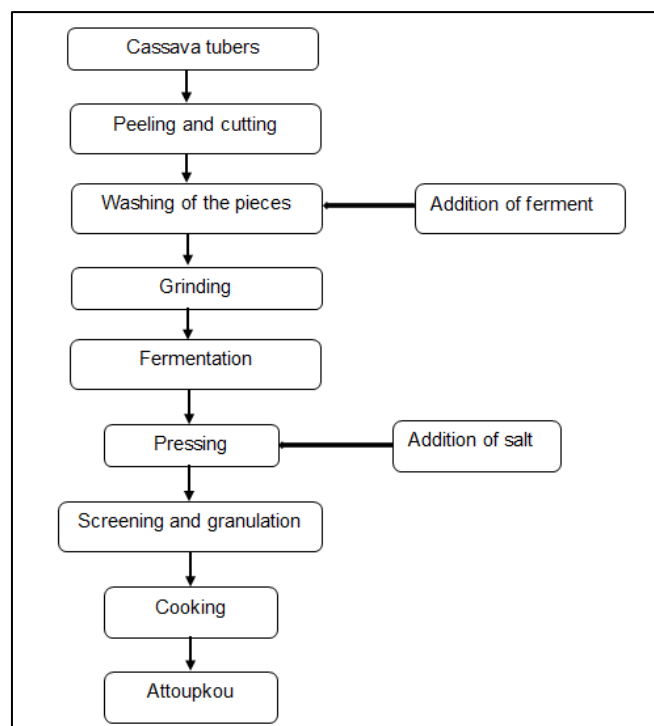 Cassava tubers
Peeling and cutting
Washing of the pieces
Addition of ferment
Grinding
Fermentation
Pressing
Addition of salt
Screening and granulation
Cooking
Attoupkou